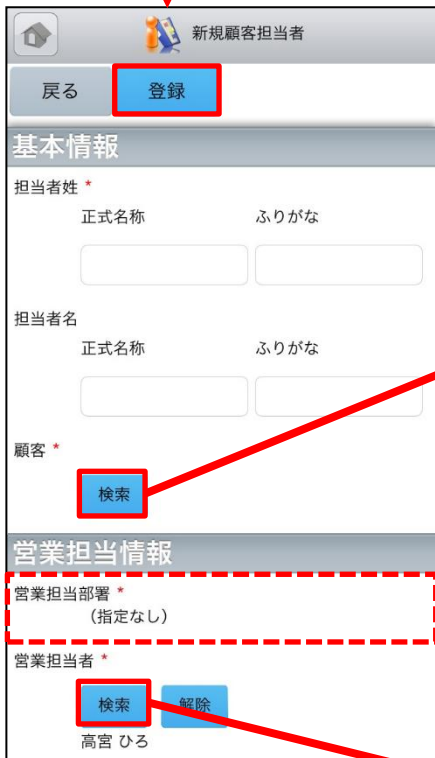 新規顧客担当者
戻る 登録
基本情報
担当者姓 *
正式名称 ふりがな
担当者名
正式名称 ふりがな
顧客 *
検索
営業担当情報
営業担当部署 *
（指定なし）
営業担当者 *
検索 解除
高宮 ひろ